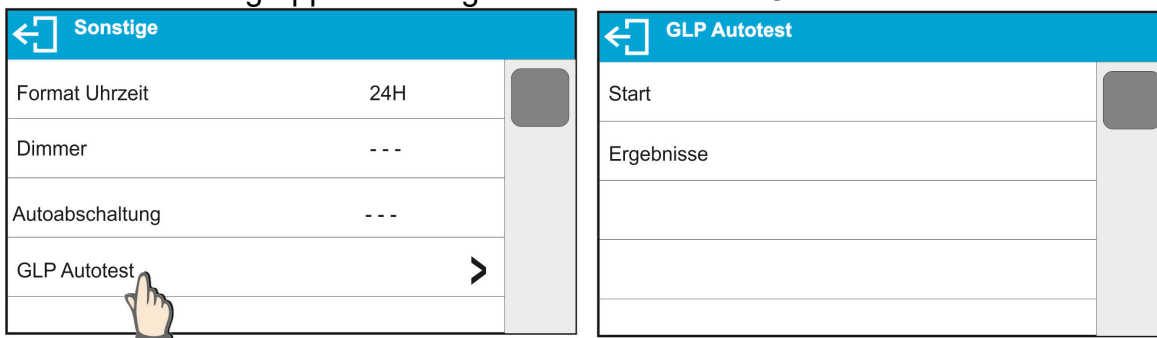 Sonstige
Format Uhrzeit 24H
Dimmer ---
Autoabschaltung ---
GLP Autotest >
GLP Autotest
Start
Ergebnisse